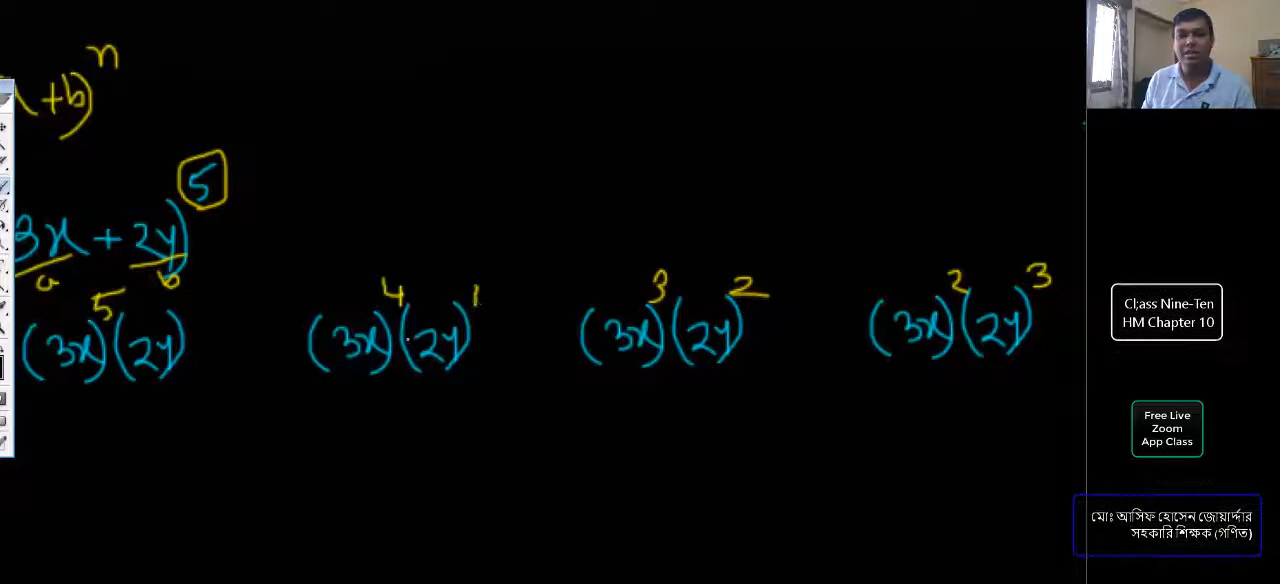 +b)^n
3x + 2y)^5
a b
(3x)^5 (2y) (3x)^4 (2y)^1 (3x)^3 (2y)^2 (3x)^2 (2y)^3
Cl;ass Nine-Ten
HM Chapter 10
Free Live
Zoom
App Class
মোঃ আসিফ হোসেন জোয়ার্দ্দার
সহকারি শিক্ষক (গণিত)